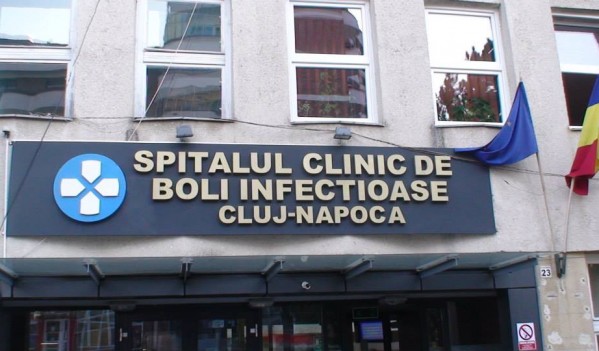 SPITALUL CLINIC DE
BOLI INFECTIOASE
CLUJ-NAPOCA
23